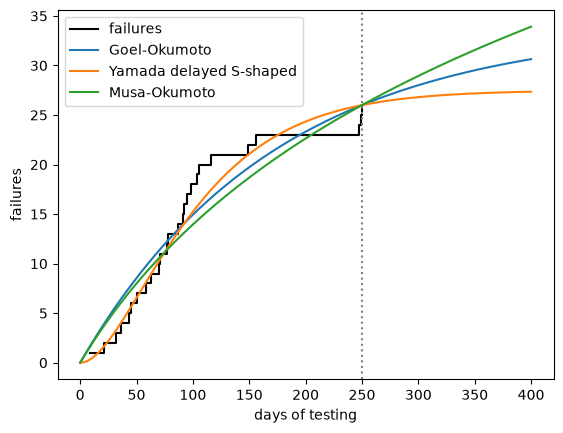 35
30
25
20
15
10
5
0
failures
failures
Goel-Okumoto
Yamada delayed S-shaped
Musa-Okumoto
0 50 100 150 200 250 300 350 400
days of testing